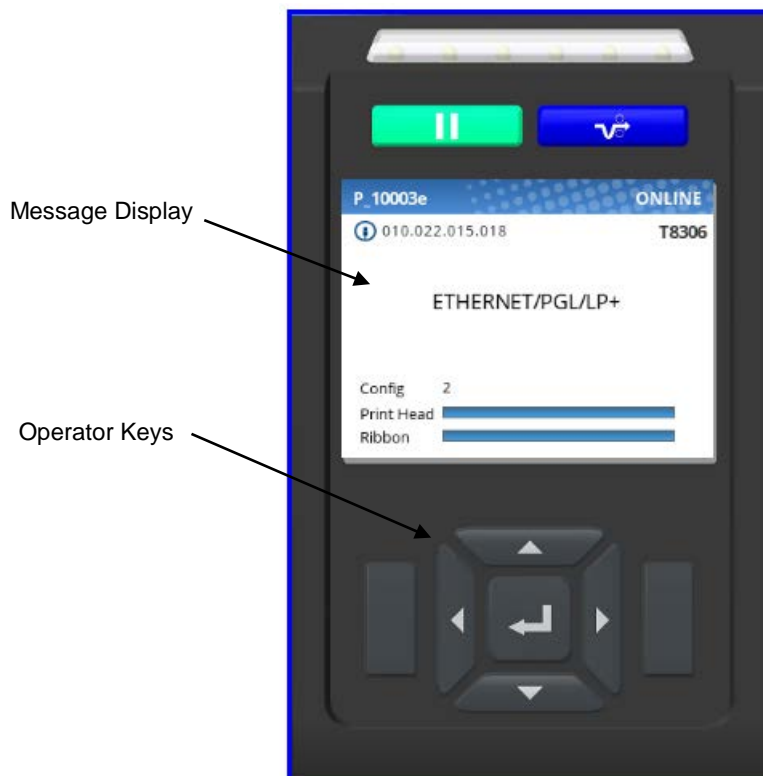 P_10003e ONLINE
010.022.015.018 T8306
Message Display
ETHERNET/PGL/LP+
Config 2
Print Head
Operator Keys
Ribbon